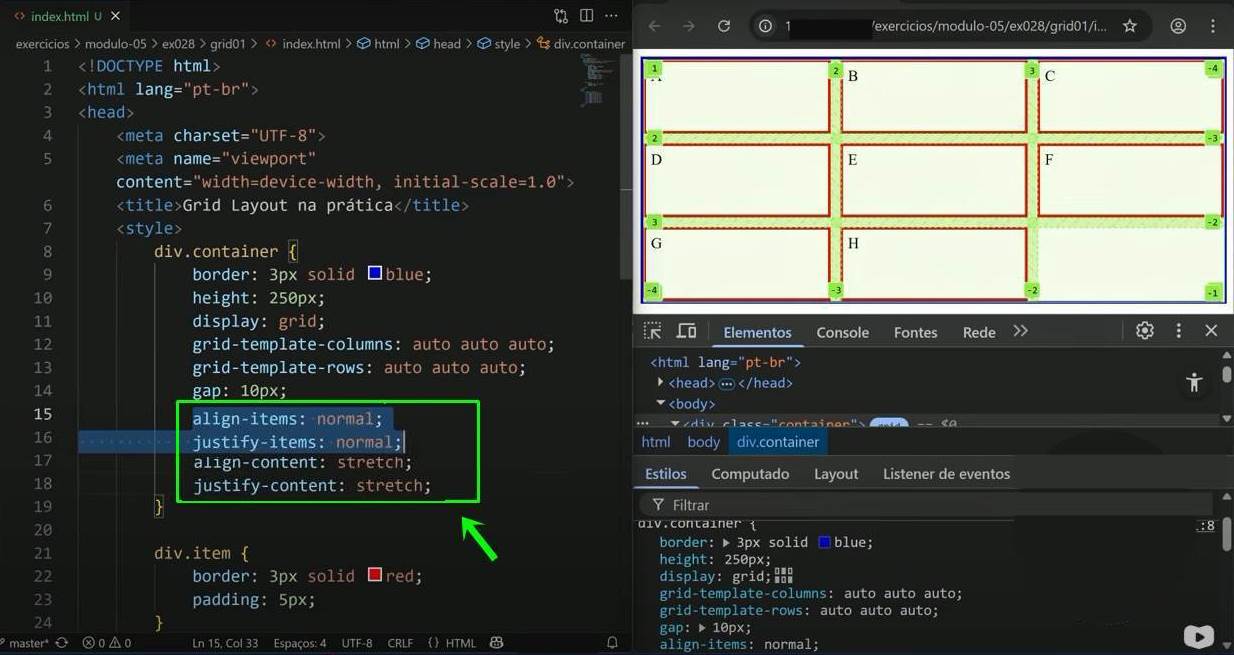 index.html U
exercicios > modulo-05 > ex028 > grid01 > index.html > html > head > style > div.container
1 <!DOCTYPE html>
2 <html lang="pt-br">
3 <head>
4 <meta charset="UTF-8">
5 <meta name="viewport"
content="width=device-width, initial-scale=1.0">
6 <title>Grid Layout na prática</title>
7 <style>
8 div.container {
9 border: 3px solid blue;
10 height: 250px;
11 display: grid;
12 grid-template-columns: auto auto auto;
13 grid-template-rows: auto auto auto;
14 gap: 10px;
15 align-items: normal;
16 justify-items: normal;
17 align-content: stretch;
18 justify-content: stretch;
19 }
20
21 div.item {
22 border: 3px solid red;
23 padding: 5px;
24 }
master* 0 0 Ln 15, Col 33 Espaços: 4 UTF-8 CRLF {} HTML
1 /exercicios/modulo-05/ex028/grid01/i...
1 2 3 -4
B C
2 -3
D E F
3 -2
G H
-4 -3 -2 -1
Elementos Console Fontes Rede
<html lang="pt-br">
<head> </head>
<body>
<div class="container"> grid == $0
html body div.container
Estilos Computado Layout Listener de eventos
Filtrar
div.container { :8
border: 3px solid blue;
height: 250px;
display: grid;
grid-template-columns: auto auto auto;
grid-template-rows: auto auto auto;
gap: 10px;
align-items: normal;